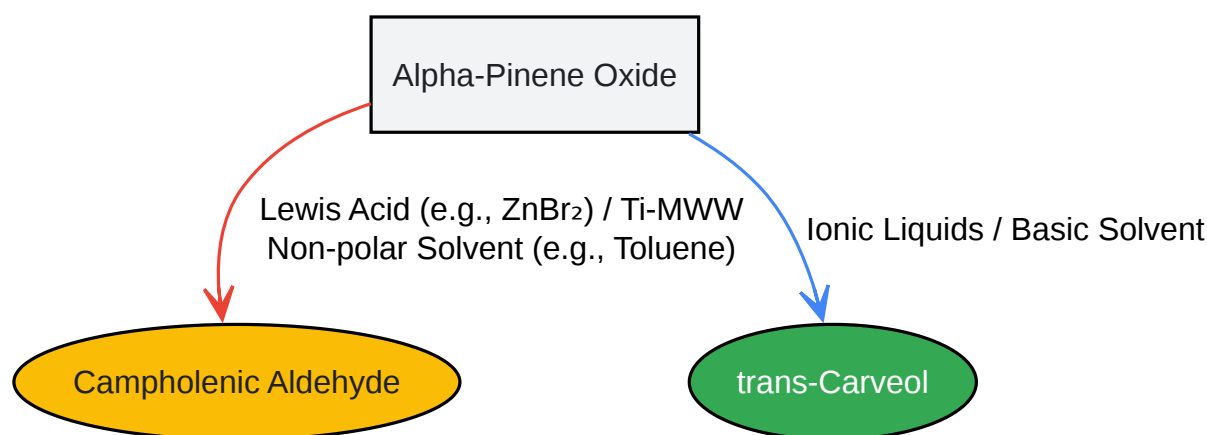 Alpha-Pinene Oxide
Lewis Acid (e.g., ZnBr₂) / Ti-MWW
Non-polar Solvent (e.g., Toluene)
Ionic Liquids / Basic Solvent
Campholenic Aldehyde
trans-Carveol